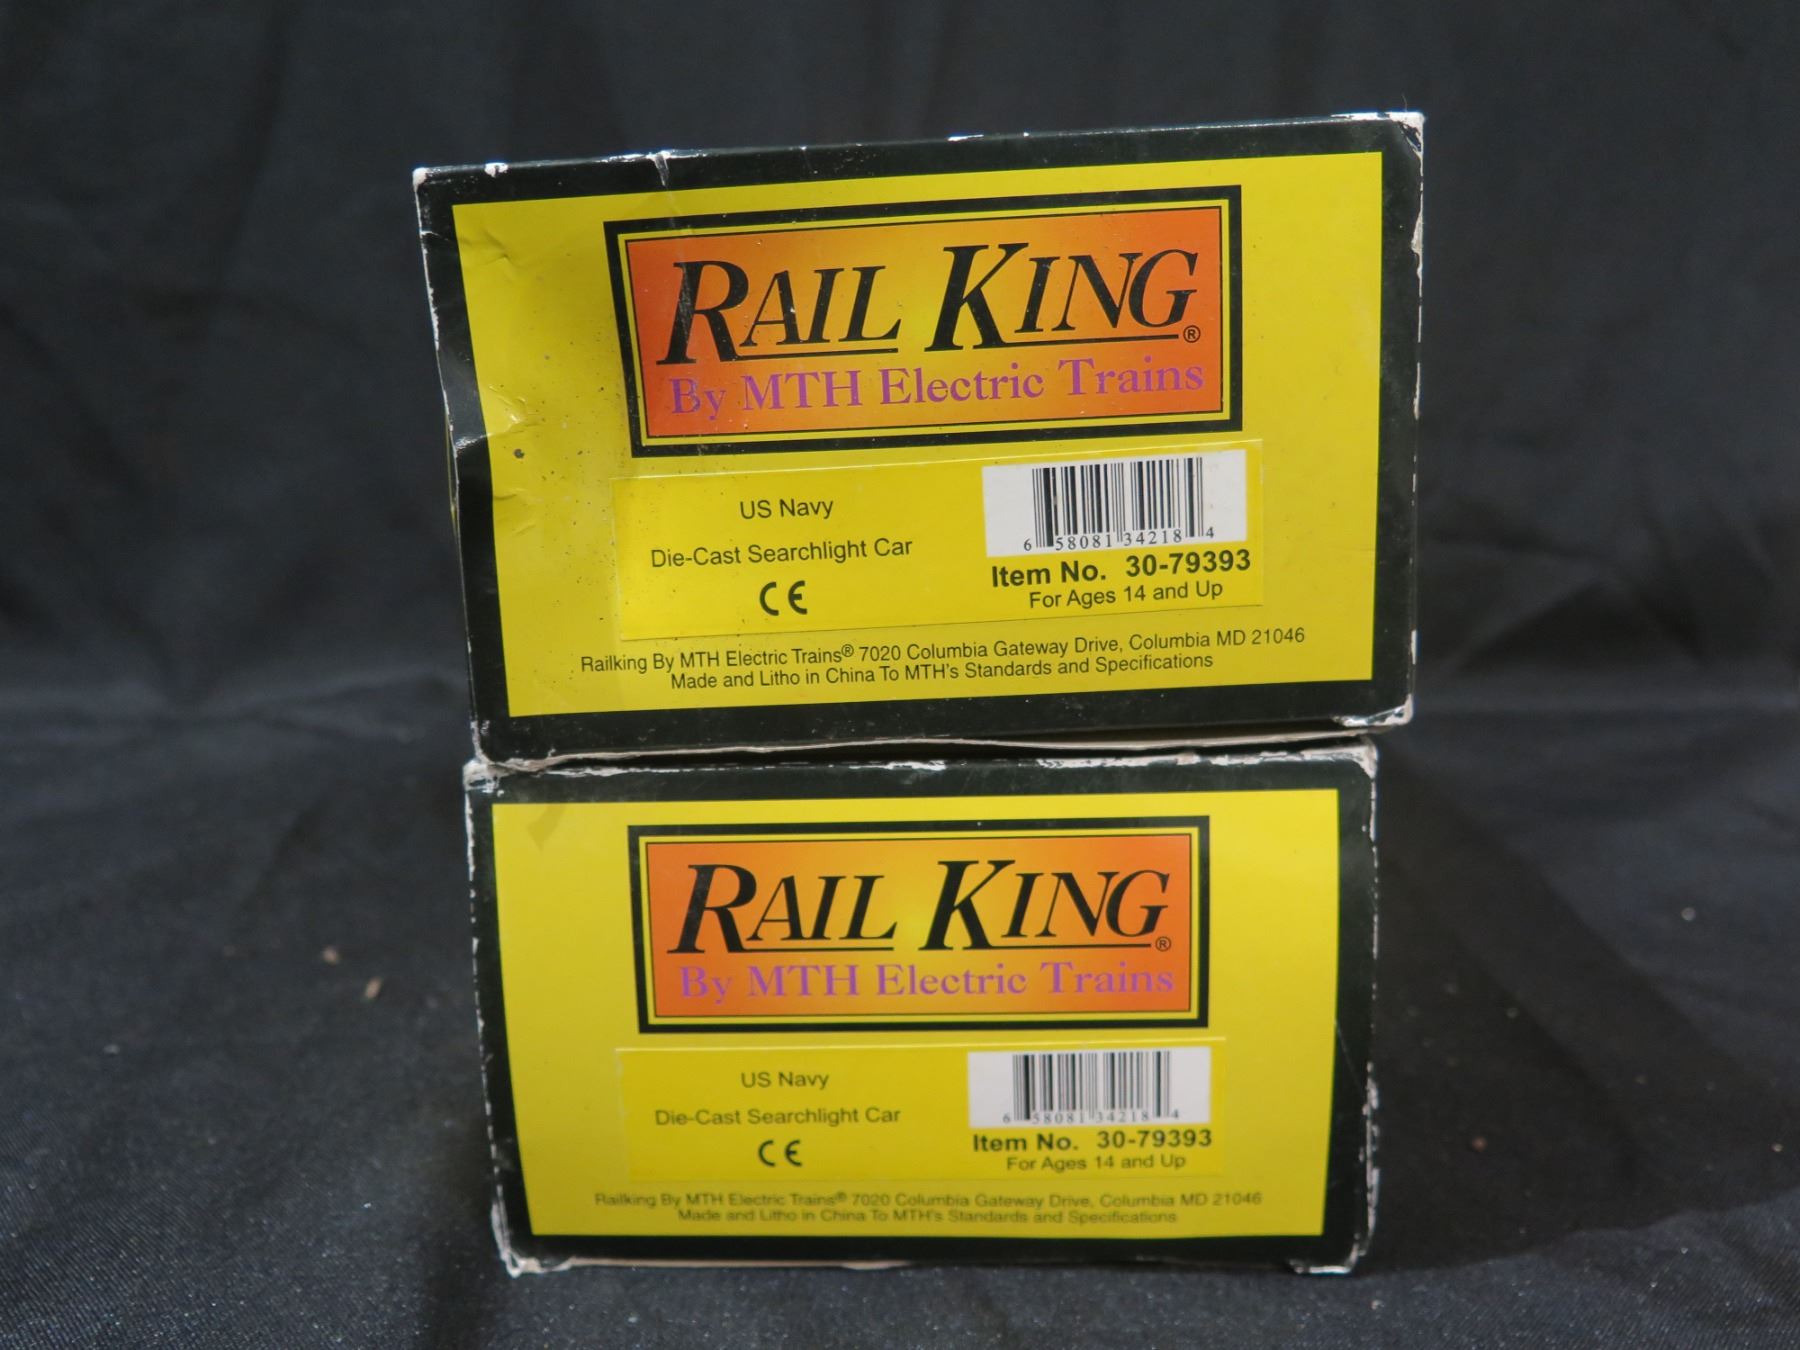 RAIL KING®
By MTH Electric Trains
US Navy
Die-Cast Searchlight Car
CE
6 58081 34218 4
Item No. 30-79393
For Ages 14 and Up
Railking By MTH Electric Trains® 7020 Columbia Gateway Drive, Columbia MD 21046
Made and Litho in China To MTH's Standards and Specifications
RAIL KING®
By MTH Electric Trains
US Navy
Die-Cast Searchlight Car
CE
6 58081 34218 4
Item No. 30-79393
For Ages 14 and Up
Railking By MTH Electric Trains® 7020 Columbia Gateway Drive, Columbia MD 21046
Made and Litho in China To MTH's Standards and Specifications